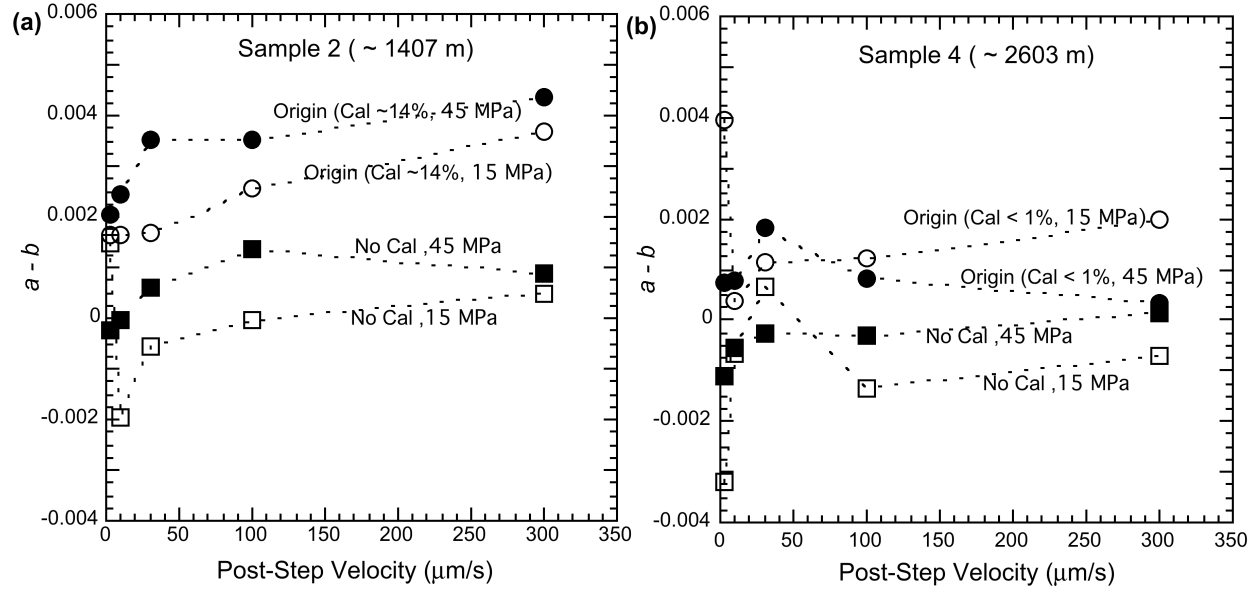 (a)
Sample 2 ( ~ 1407 m)
0.006
0.004
0.002
0
-0.002
-0.004
a - b
Origin (Cal ~14%, 45 MPa)
Origin (Cal ~14%, 15 MPa)
No Cal ,45 MPa
No Cal ,15 MPa
0 50 100 150 200 250 300 350
Post-Step Velocity (μm/s)
(b)
Sample 4 ( ~ 2603 m)
0.006
0.004
0.002
0
-0.002
-0.004
a - b
Origin (Cal < 1%, 15 MPa)
Origin (Cal < 1%, 45 MPa)
No Cal ,45 MPa
No Cal ,15 MPa
0 50 100 150 200 250 300 350
Post-Step Velocity (μm/s)